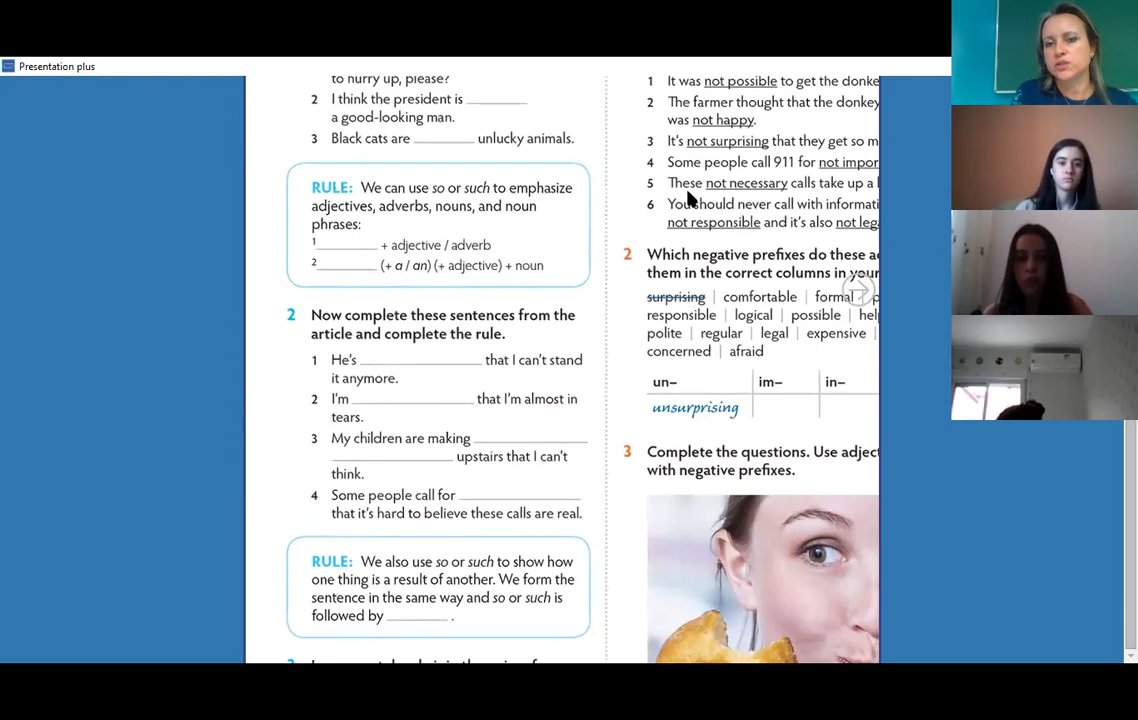 Presentation plus
to hurry up, please?
2 I think the president is ________
a good-looking man.
3 Black cats are ________ unlucky animals.
RULE: We can use so or such to emphasize
adjectives, adverbs, nouns, and noun
phrases:
1 ________ + adjective / adverb
2 ________ (+ a / an) (+ adjective) + noun
2 Now complete these sentences from the
article and complete the rule.
1 He's ________ that I can't stand
it anymore.
2 I'm ________ that I'm almost in
tears.
3 My children are making ________
________ upstairs that I can't
think.
4 Some people call for ________
that it's hard to believe these calls are real.
RULE: We also use so or such to show how
one thing is a result of another. We form the
sentence in the same way and so or such is
followed by ________ .
1 It was not possible to get the donke
2 The farmer thought that the donkey
was not happy.
3 It's not surprising that they get so m
4 Some people call 911 for not impor
5 These not necessary calls take up a
6 You should never call with informati
not responsible and it's also not leg
2 Which negative prefixes do these a
them in the correct columns in your
surprising | comfortable | formal | p
responsible | logical | possible | hel
polite | regular | legal | expensive |
concerned | afraid
un– im– in–
unsurprising
3 Complete the questions. Use adject
with negative prefixes.